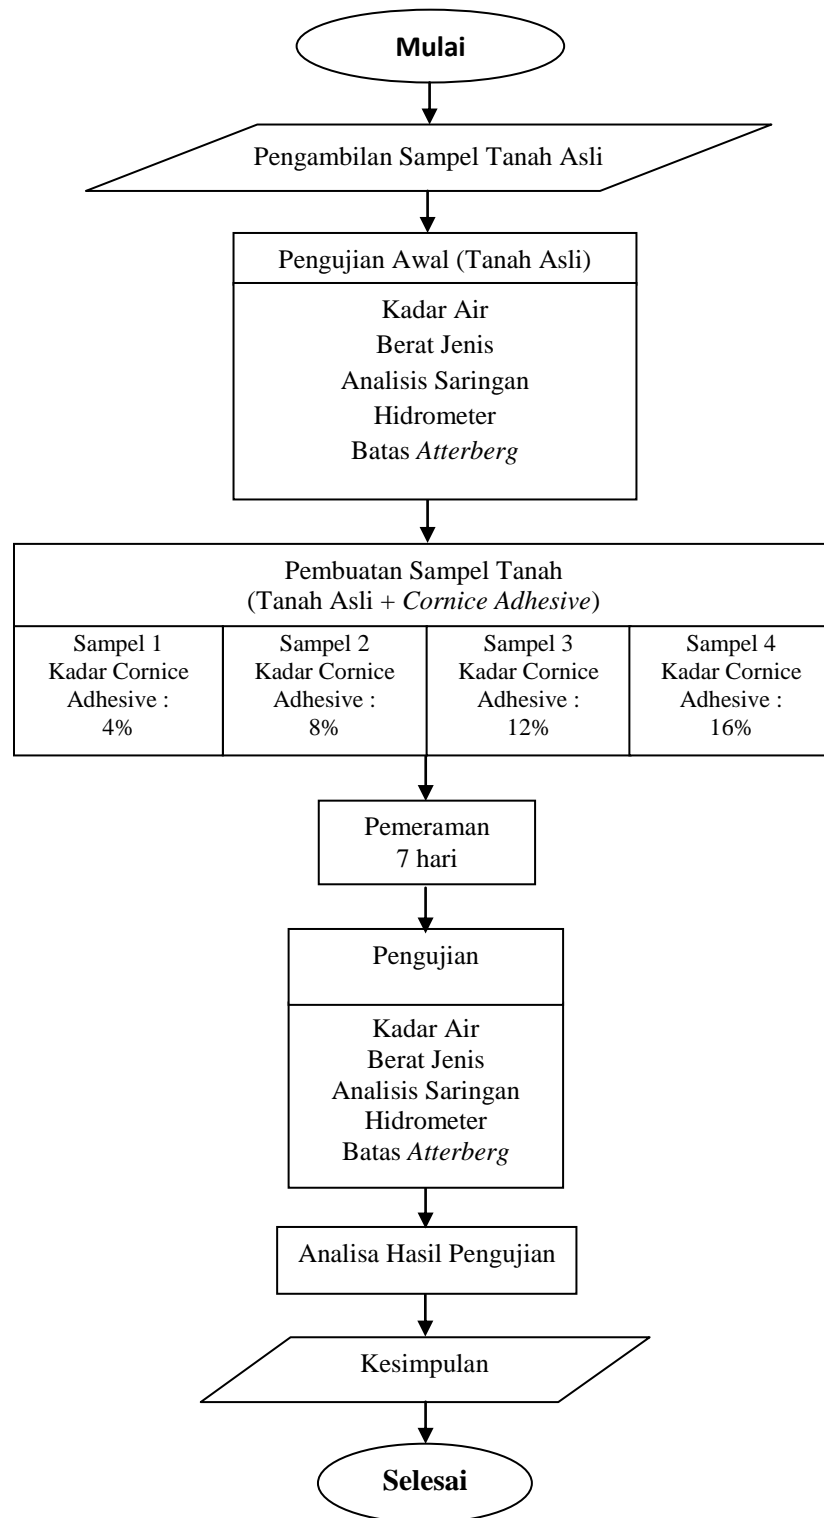 Mulai
Pengambilan Sampel Tanah Asli
Pengujian Awal (Tanah Asli)
Kadar Air
Berat Jenis
Analisis Saringan
Hidrometer
Batas Atterberg
Pembuatan Sampel Tanah
(Tanah Asli + Cornice Adhesive)
Sampel 1
Kadar Cornice
Adhesive :
4%
Sampel 2
Kadar Cornice
Adhesive :
8%
Sampel 3
Kadar Cornice
Adhesive :
12%
Sampel 4
Kadar Cornice
Adhesive :
16%
Pemeraman
7 hari
Pengujian
Kadar Air
Berat Jenis
Analisis Saringan
Hidrometer
Batas Atterberg
Analisa Hasil Pengujian
Kesimpulan
Selesai